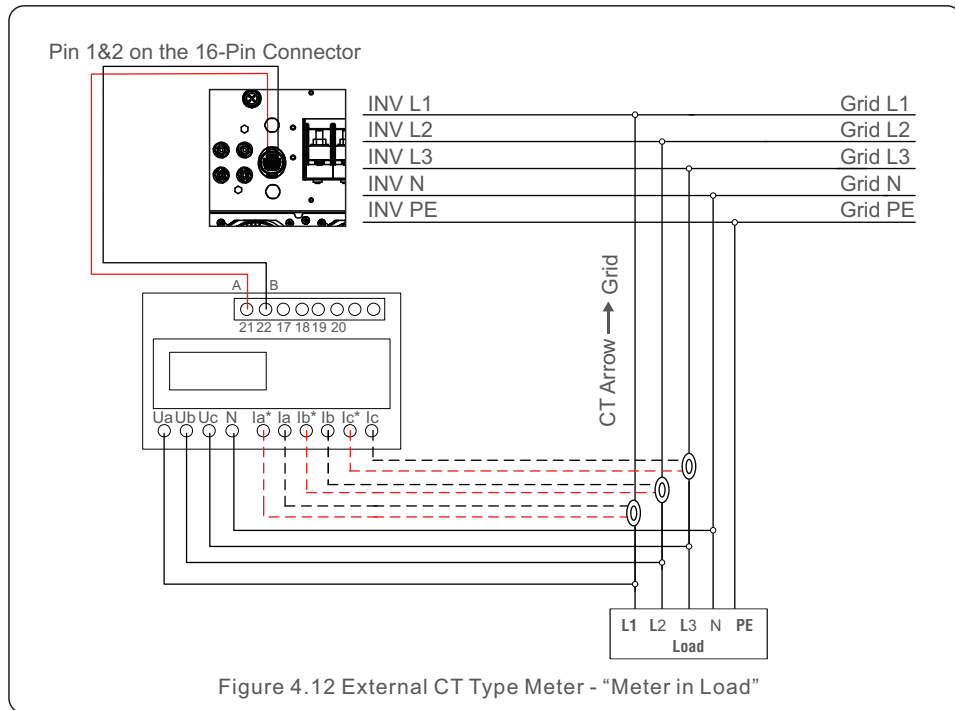 Pin 1&2 on the 16-Pin Connector
INV L1 Grid L1
INV L2 Grid L2
INV L3 Grid L3
INV N Grid N
INV PE Grid PE
CT Arrow → Grid
A B
21 22 17 18 19 20
Ua Ub Uc N Ia* Ia Ib* Ib Ic* Ic
L1 L2 L3 N PE
Load
Figure 4.12 External CT Type Meter - “Meter in Load”